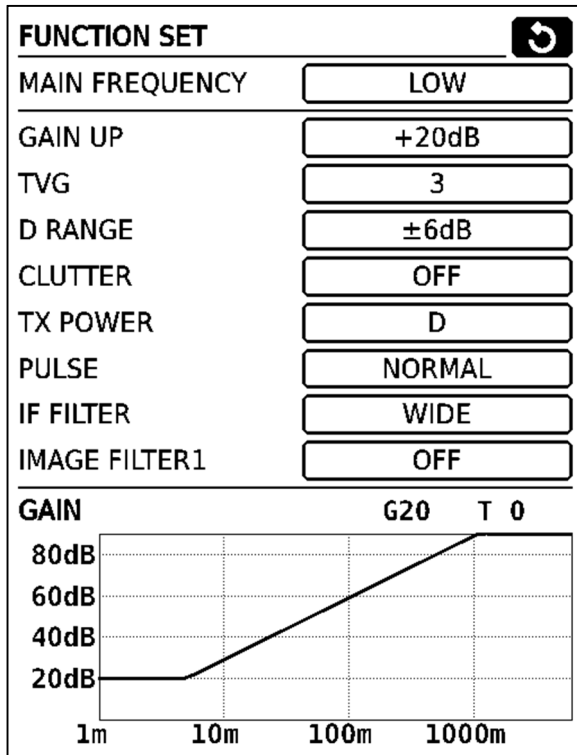 FUNCTION SET
MAIN FREQUENCY LOW
GAIN UP +20dB
TVG 3
D RANGE ±6dB
CLUTTER OFF
TX POWER D
PULSE NORMAL
IF FILTER WIDE
IMAGE FILTER1 OFF
GAIN G20 T 0
80dB
60dB
40dB
20dB
1m 10m 100m 1000m